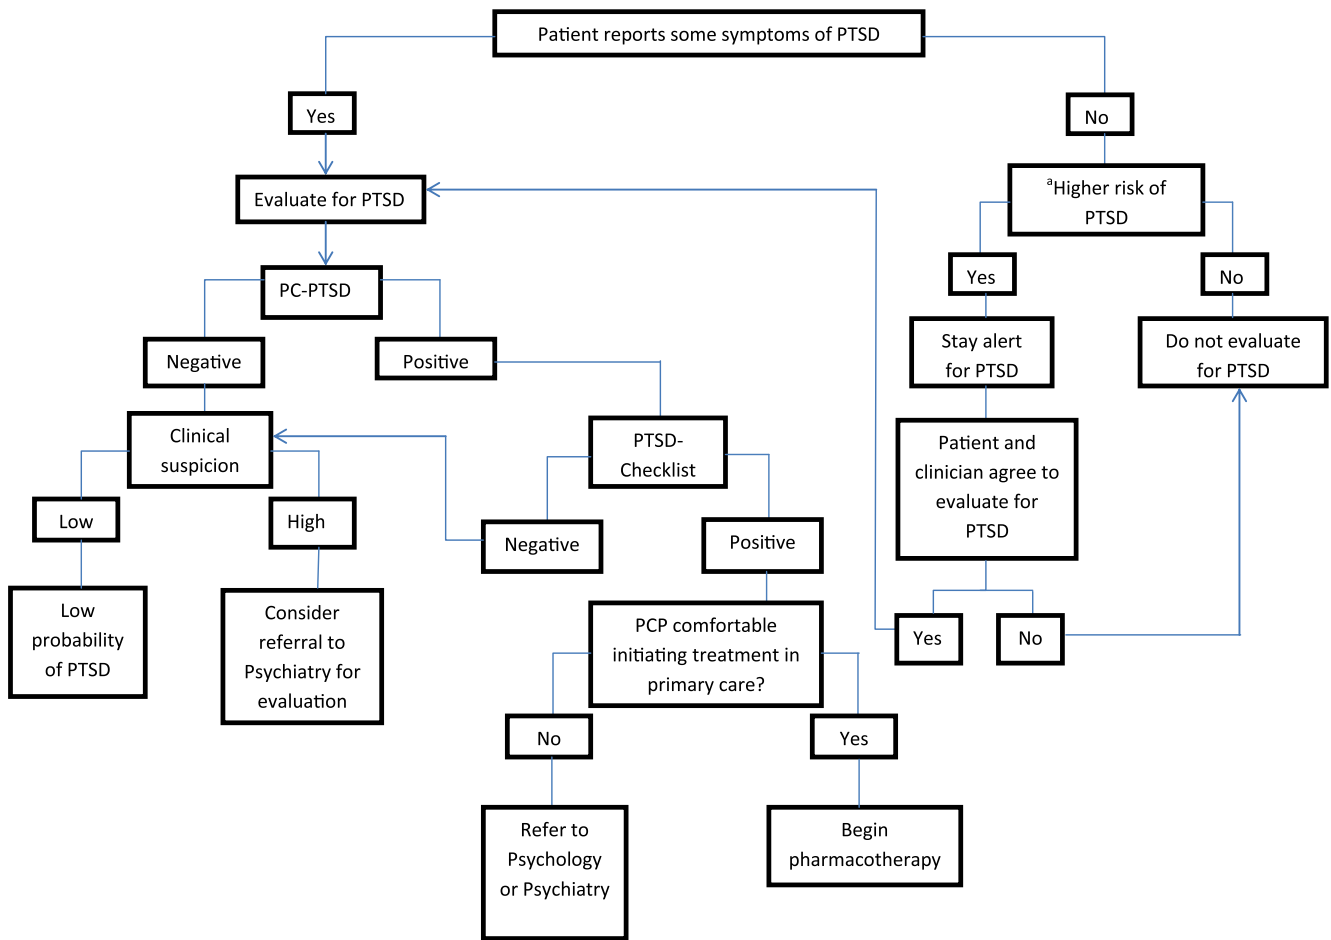 Patient reports some symptoms of PTSD
Yes
No
Evaluate for PTSD
ᵃHigher risk of
PTSD
PC-PTSD
Yes
No
Negative
Positive
Stay alert
for PTSD
Do not evaluate
for PTSD
Clinical
suspicion
PTSD-
Checklist
Patient and
clinician agree to
evaluate for
PTSD
Low
High
Negative
Positive
Low
probability
of PTSD
Consider
referral to
Psychiatry for
evaluation
PCP comfortable
initiating treatment in
primary care?
Yes
No
No
Yes
Refer to
Psychology
or Psychiatry
Begin
pharmacotherapy